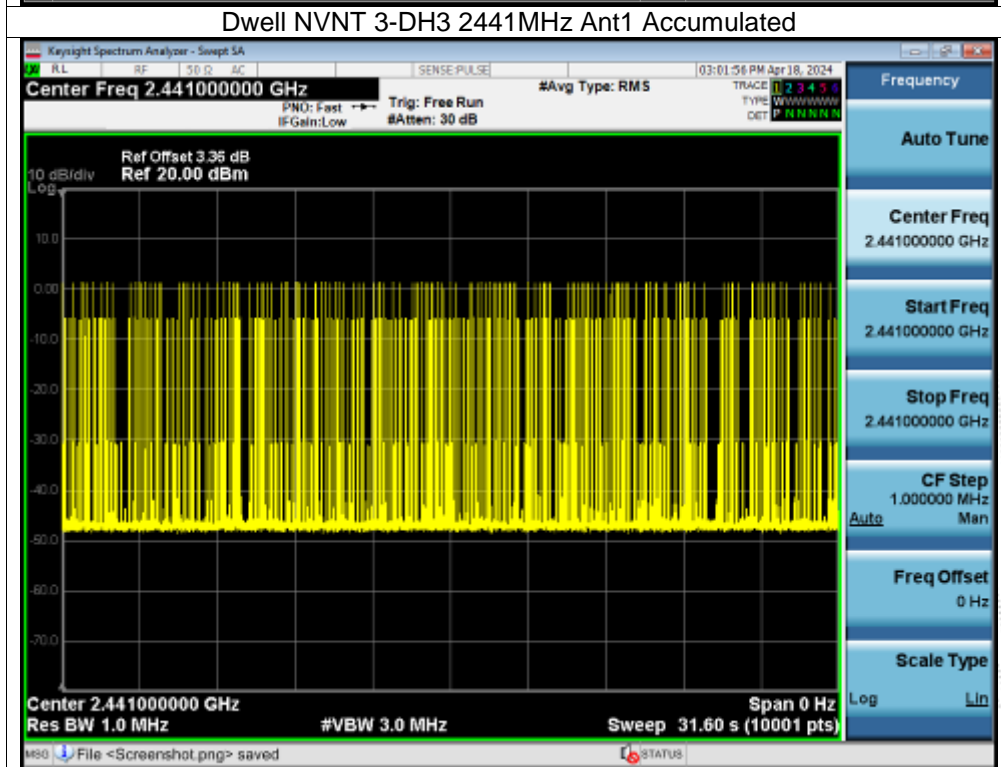 Dwell NVNT 3-DH3 2441MHz Ant1 Accumulated
Keysight Spectrum Analyzer - Swept SA
RL RF 50 Ω AC SENSE:PULSE 03:01:56 PM Apr 18, 2024
Center Freq 2.441000000 GHz #Avg Type: RMS TRACE 1 2 3 4 5 6
PNO: Fast Trig: Free Run TYPE WWWWWW
IFGain:Low #Atten: 30 dB DET P N N N N N
Ref Offset 3.36 dB
10 dB/div Ref 20.00 dBm
Log
10.0
0.00
-10.0
-20.0
-30.0
-40.0
-50.0
-60.0
-70.0
Center 2.441000000 GHz Span 0 Hz
Res BW 1.0 MHz #VBW 3.0 MHz Sweep 31.60 s (10001 pts)
MSG File <Screenshot.png> saved STATUS
Frequency
Auto Tune
Center Freq
2.441000000 GHz
Start Freq
2.441000000 GHz
Stop Freq
2.441000000 GHz
CF Step
1.000000 MHz
Auto Man
Freq Offset
0 Hz
Scale Type
Log Lin